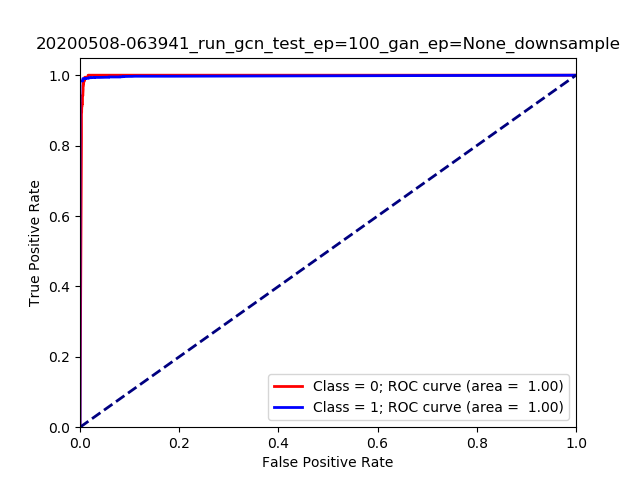 20200508-063941_run_gcn_test_ep=100_gan_ep=None_downsample
True Positive Rate
1.0
0.8
0.6
0.4
0.2
0.0
Class = 0; ROC curve (area =  1.00)
Class = 1; ROC curve (area =  1.00)
0.0 0.2 0.4 0.6 0.8 1.0
False Positive Rate